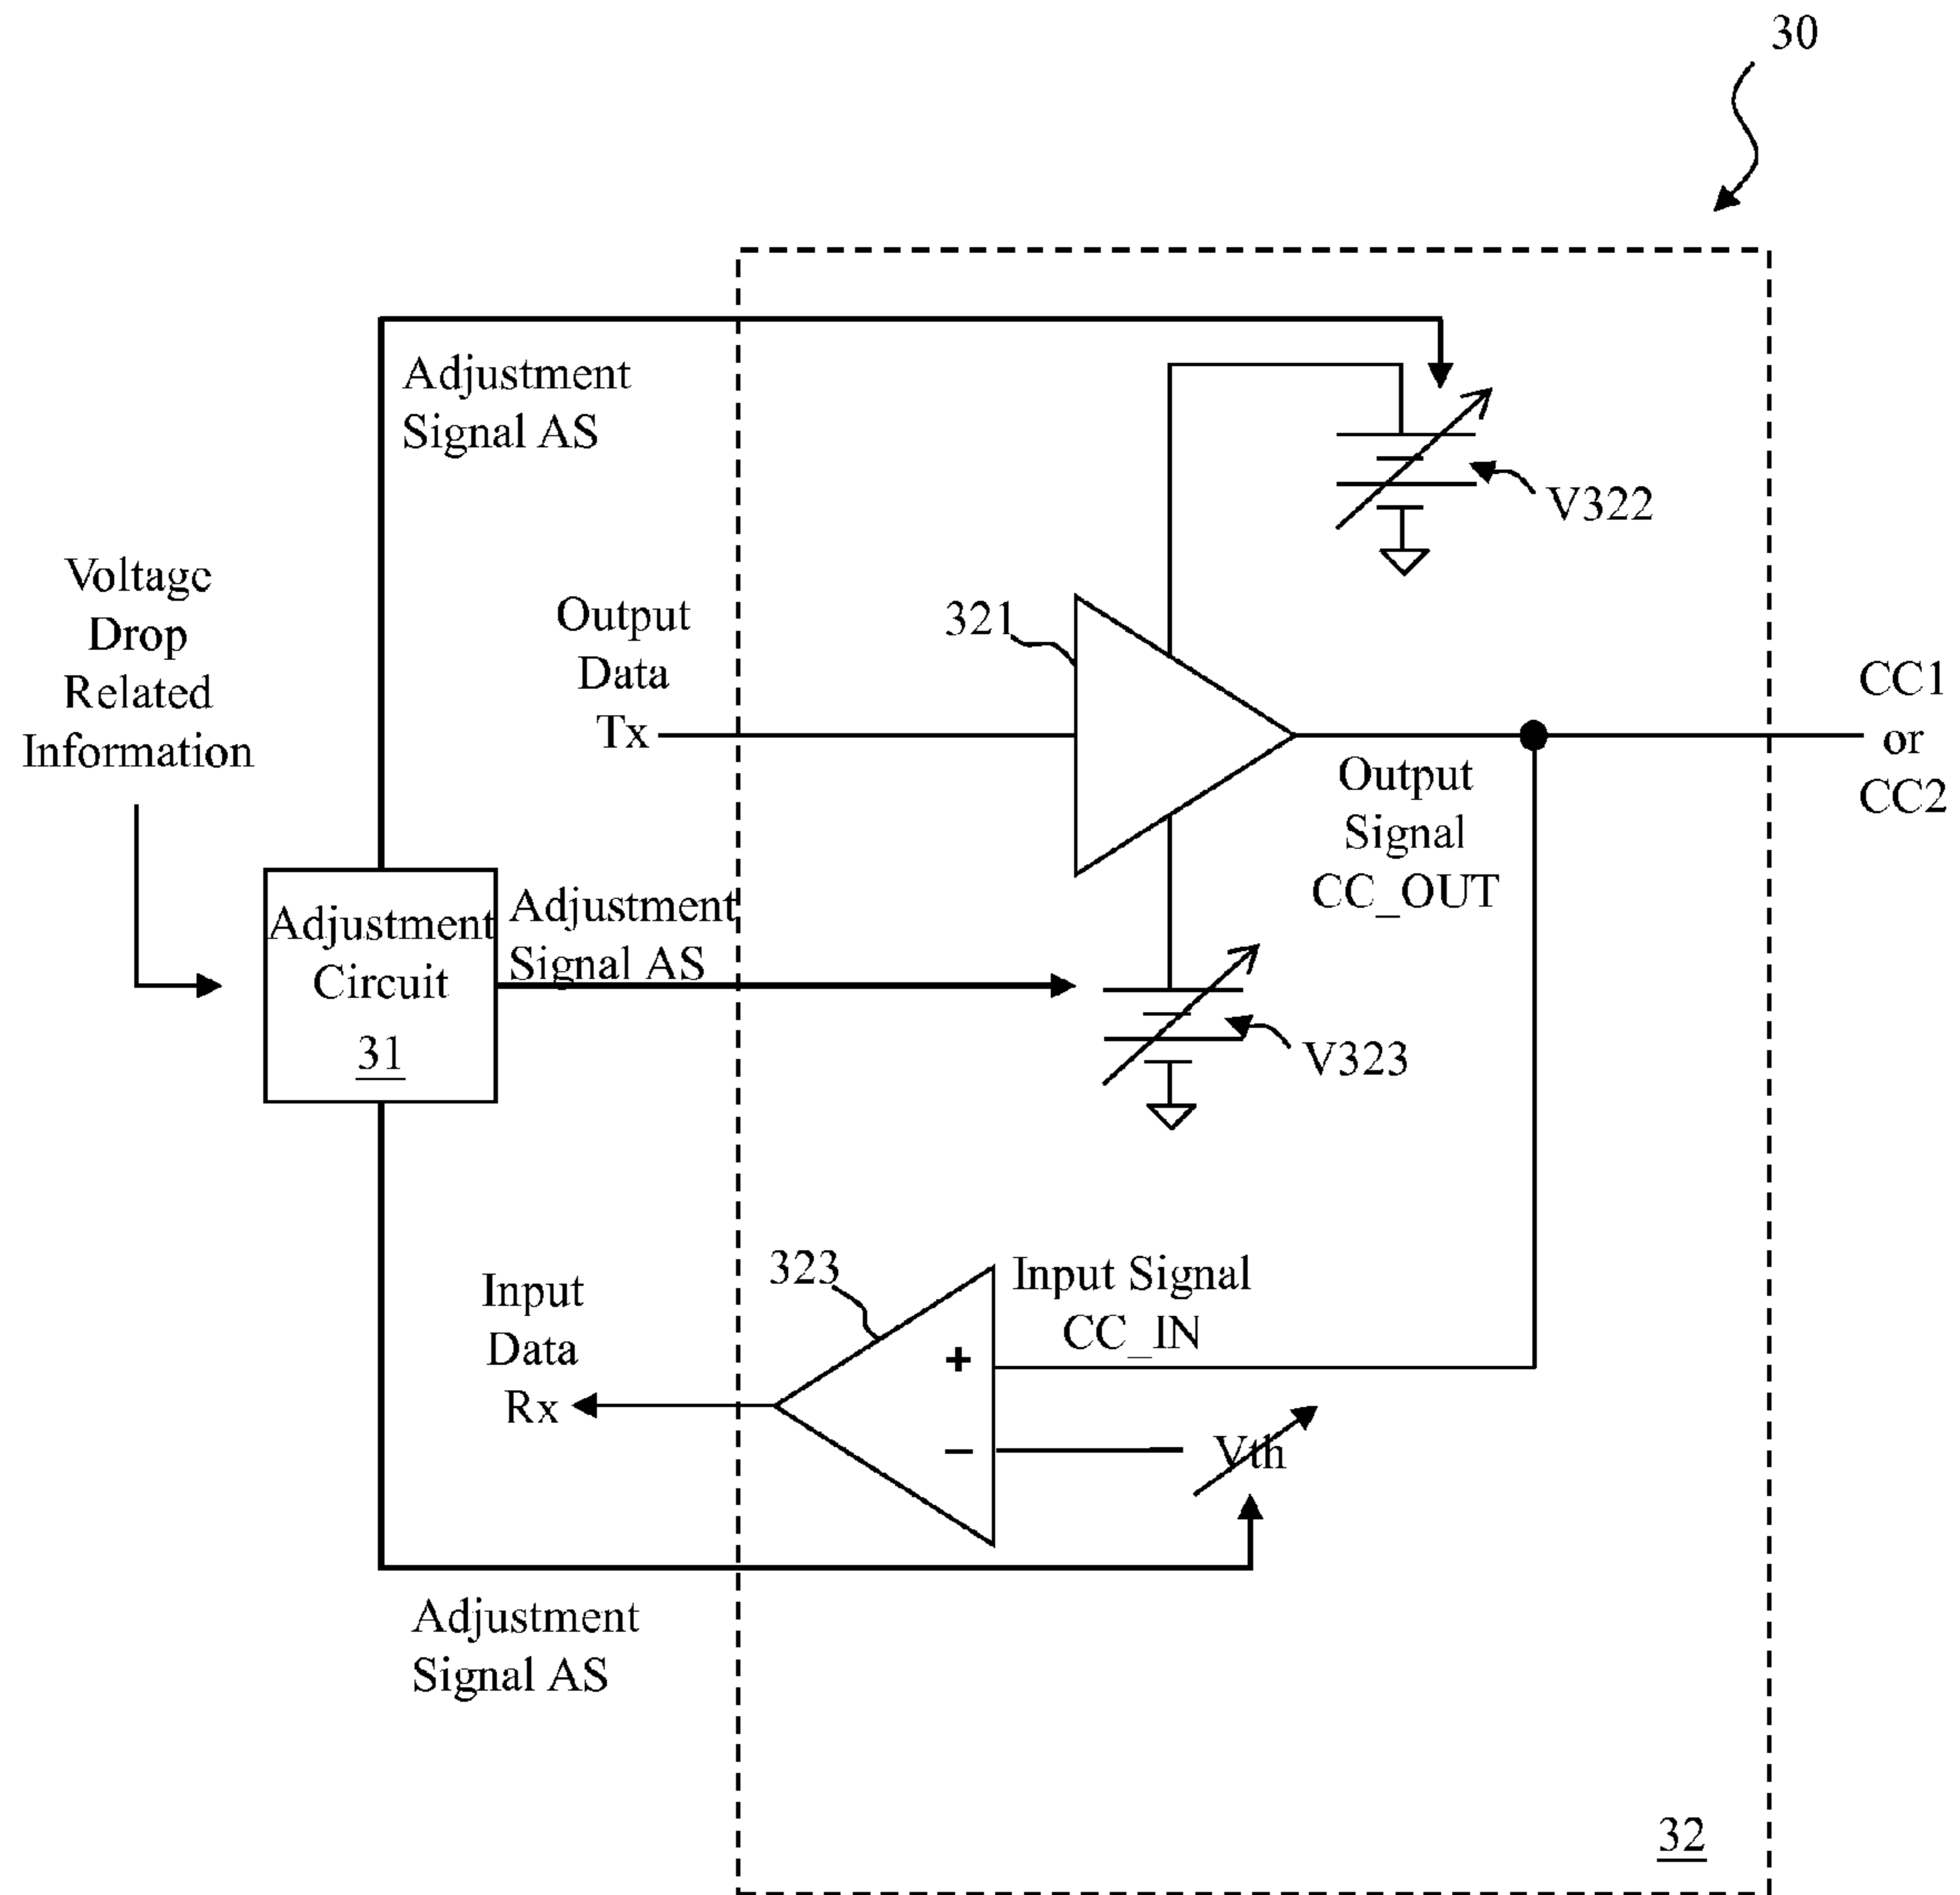 30
Adjustment
Signal AS
V322
Voltage
Drop
Related
Information
Output
Data
Tx
321
CC1
or
CC2
Output
Signal
CC_OUT
Adjustment
Circuit
31
Adjustment
Signal AS
V323
323
Input Signal
CC_IN
Input
Data
Rx
+
−
Vth
Adjustment
Signal AS
32